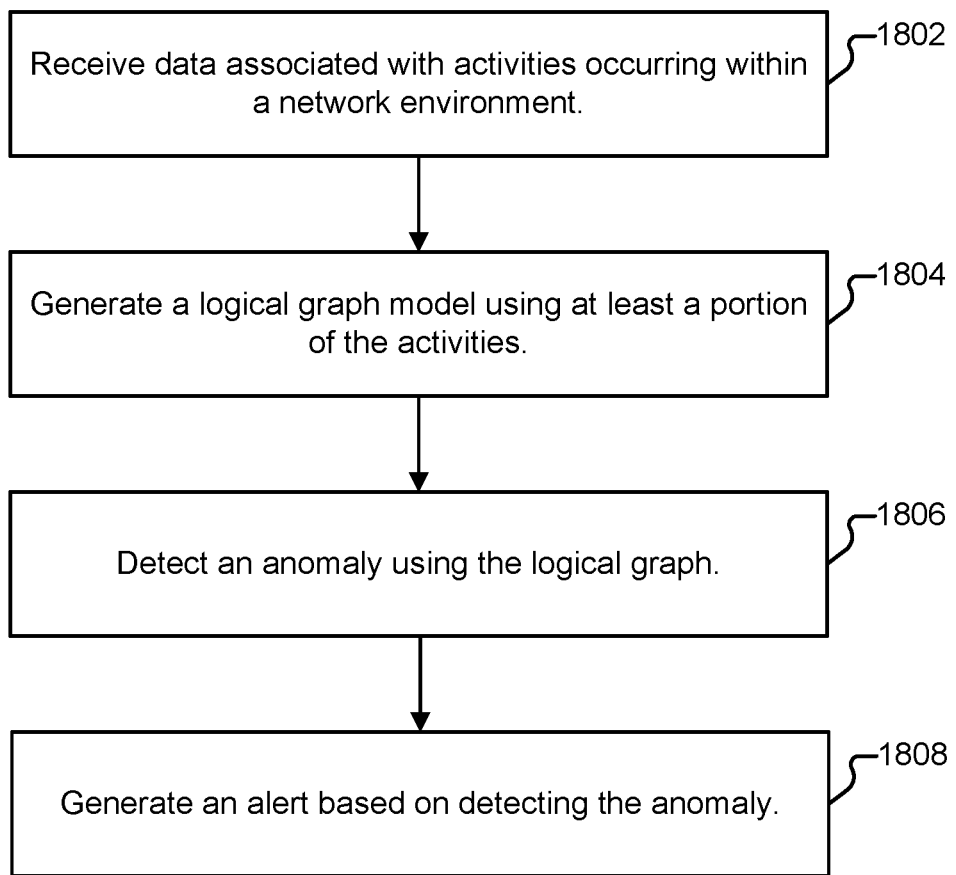 1802
Receive data associated with activities occurring within
a network environment.
1804
Generate a logical graph model using at least a portion
of the activities.
1806
Detect an anomaly using the logical graph.
1808
Generate an alert based on detecting the anomaly.